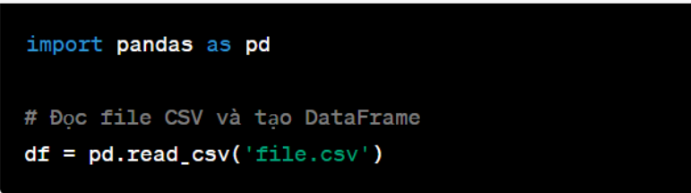 import pandas as pd
# Đọc file CSV và tạo DataFrame
df = pd.read_csv('file.csv')